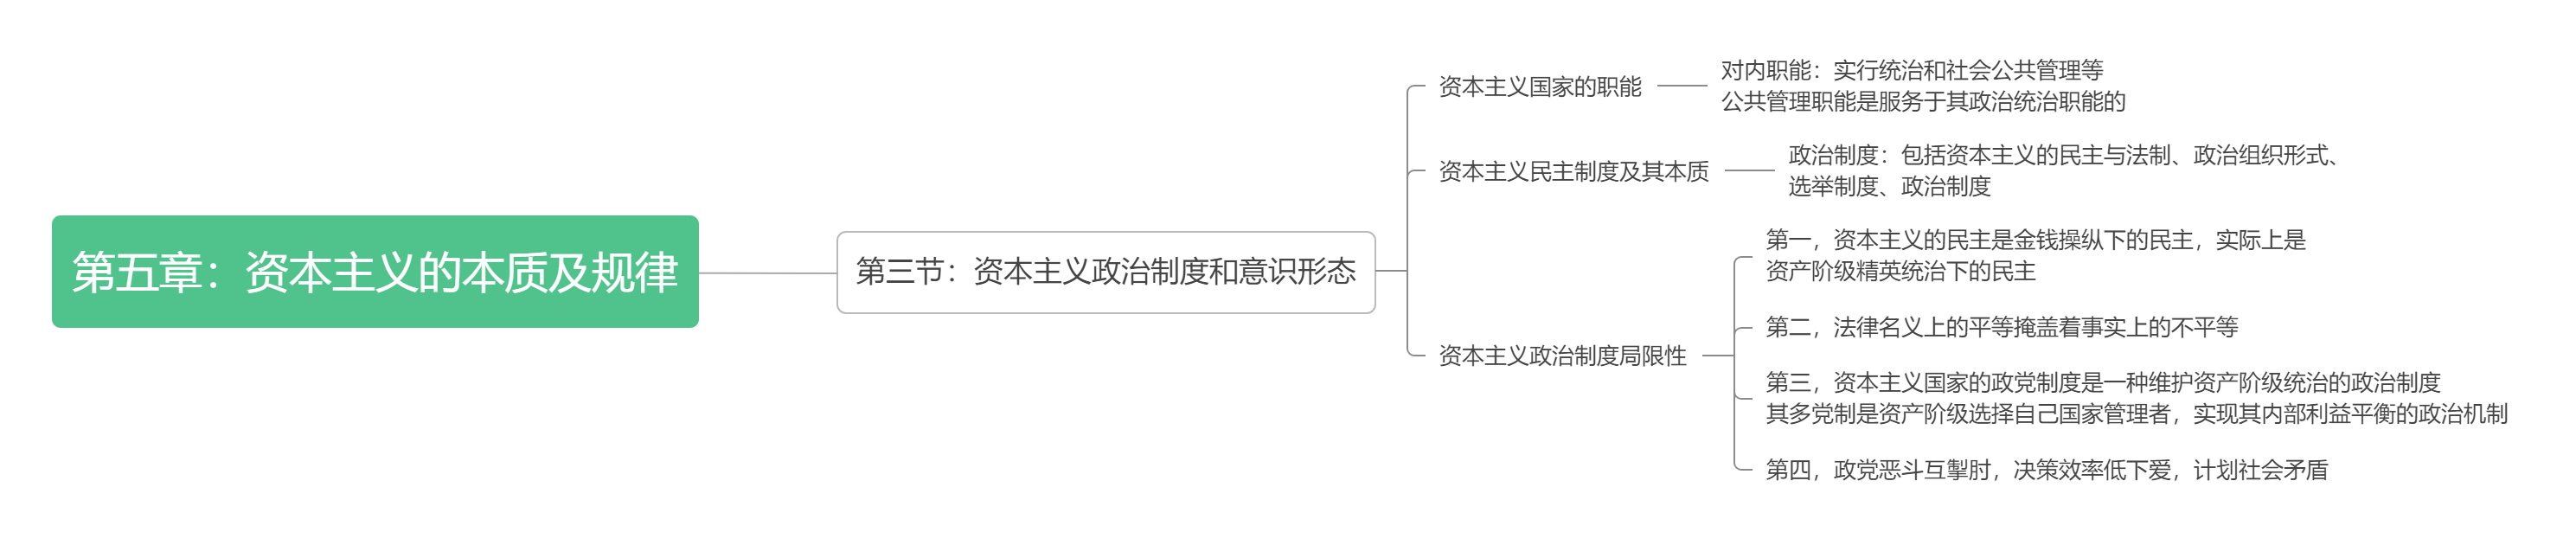 第五章：资本主义的本质及规律
第三节：资本主义政治制度和意识形态
资本主义国家的职能
对内职能：实行统治和社会公共管理等
公共管理职能是服务于其政治统治职能的
资本主义民主制度及其本质
政治制度：包括资本主义的民主与法制、政治组织形式、
选举制度、政治制度
资本主义政治制度局限性
第一，资本主义的民主是金钱操纵下的民主，实际上是
资产阶级精英统治下的民主
第二，法律名义上的平等掩盖着事实上的不平等
第三，资本主义国家的政党制度是一种维护资产阶级统治的政治制度
其多党制是资产阶级选择自己国家管理者，实现其内部利益平衡的政治机制
第四，政党恶斗互掣肘，决策效率低下爱，计划社会矛盾